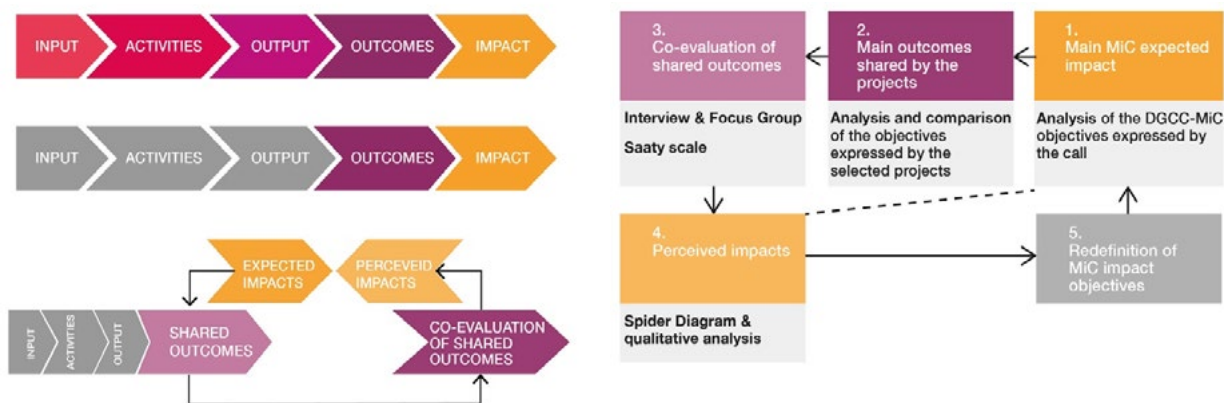 INPUT
ACTIVITIES
OUTPUT
OUTCOMES
IMPACT
INPUT
ACTIVITIES
OUTPUT
OUTCOMES
IMPACT
EXPECTED
IMPACTS
PERCEVEID
IMPACTS
INPUT
ACTIVITIES
OUTPUT
SHARED
OUTCOMES
CO-EVALUATION
OF SHARED
OUTCOMES
3.
Co-evaluation of
shared outcomes
Interview & Focus Group
Saaty scale
2.
Main outcomes
shared by the
projects
Analysis and comparison
of the objectives
expressed by the
selected projects
1.
Main MiC expected
impact
Analysis of the DGCC-MiC
objectives expressed by
the call
4.
Perceived impacts
Spider Diagram &
qualitative analysis
5.
Redefinition of
MiC impact
objectives